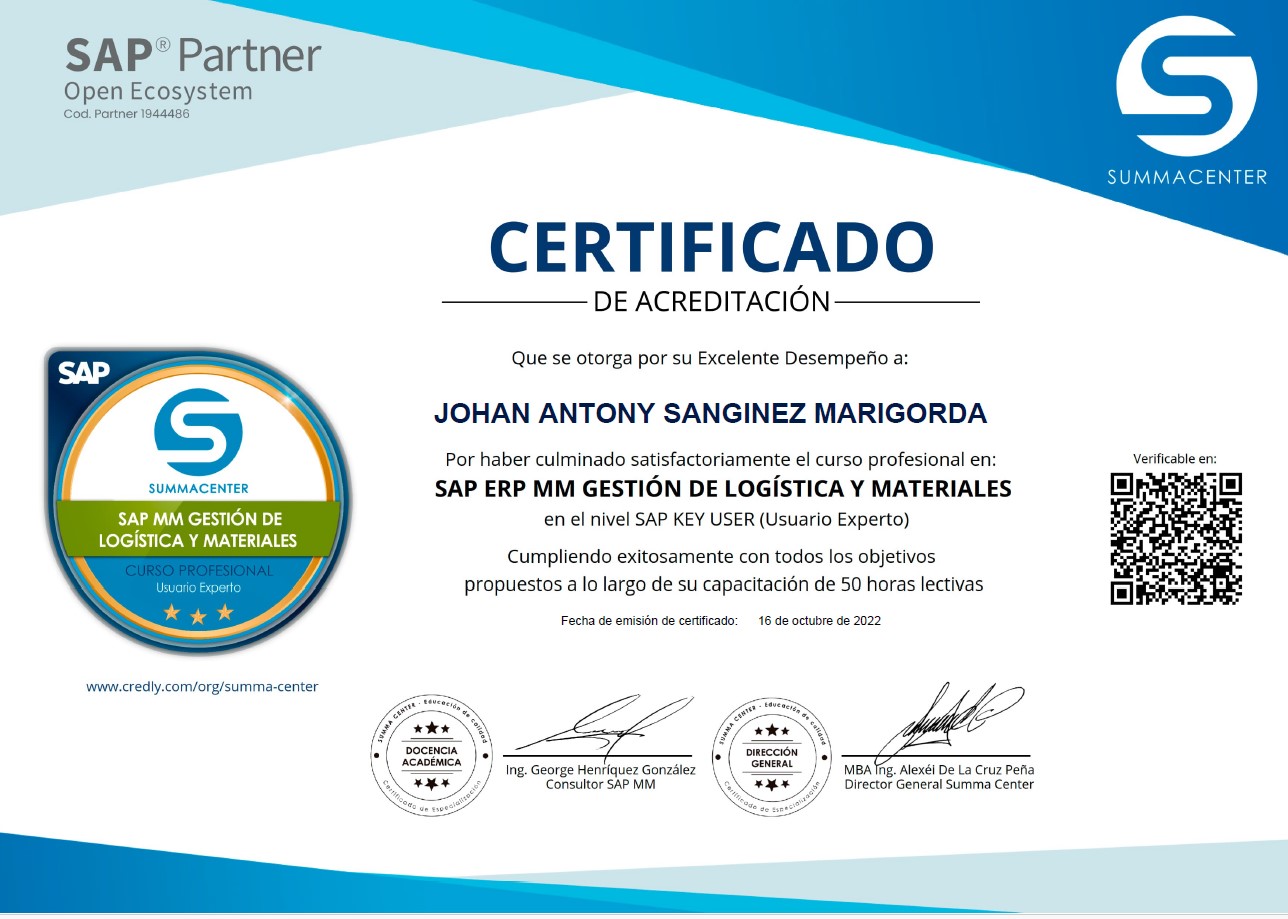 SAP® Partner
Open Ecosystem
Cod. Partner 1944486
SUMMACENTER
CERTIFICADO
DE ACREDITACIÓN
Que se otorga por su Excelente Desempeño a:
JOHAN ANTONY SANGINEZ MARIGORDA
Por haber culminado satisfactoriamente el curso profesional en:
SAP ERP MM GESTIÓN DE LOGÍSTICA Y MATERIALES
en el nivel SAP KEY USER (Usuario Experto)
Cumpliendo exitosamente con todos los objetivos
propuestos a lo largo de su capacitación de 50 horas lectivas
Fecha de emisión de certificado: 16 de octubre de 2022
SAP
SUMMACENTER
SAP MM GESTIÓN DE
LOGÍSTICA Y MATERIALES
CURSO PROFESIONAL
Usuario Experto
www.credly.com/org/summa-center
Verificable en:
SUMMA CENTER - Educación de calidad
DOCENCIA
ACADÉMICA
Certificado de Especialización
Ing. George Henríquez González
Consultor SAP MM
SUMMA CENTER - Educación de calidad
DIRECCIÓN
GENERAL
Certificado de Especialización
MBA Ing. Alexéi De La Cruz Peña
Director General Summa Center